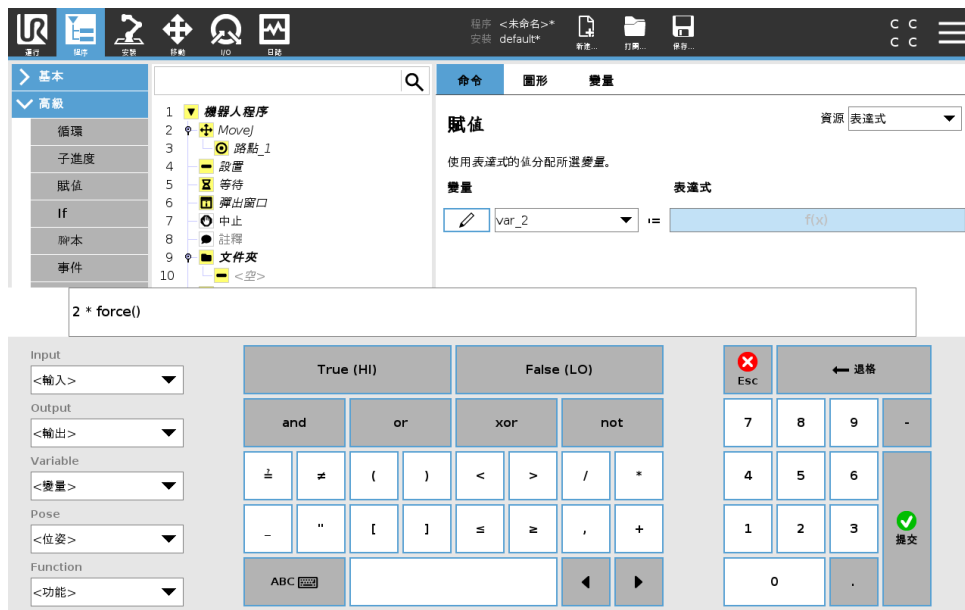 UR
運行
程序
安裝
移動
I/O
日誌
程序 <未命名>*
安裝 default*
新建...
打開...
保存...
C C
C C
基本
高級
循環
子進度
賦值
If
腳本
事件
1 機器人程序
2 MoveJ
3 路點_1
4 設置
5 等待
6 彈出窗口
7 中止
8 註釋
9 文件夾
10 <空>
命令 圖形 變量
賦值
資源 表達式
使用表達式的值分配所選變量。
變量 表達式
var_2 := f(x)
2 * force()
Input
<輸入>
Output
<輸出>
Variable
<變量>
Pose
<位姿>
Function
<功能>
True (HI) False (LO)
and or xor not
≟ ≠ ( ) < > / *
_ " [ ] ≤ ≥ , +
ABC
Esc 退格
7 8 9 -
4 5 6
1 2 3 提交
0 .